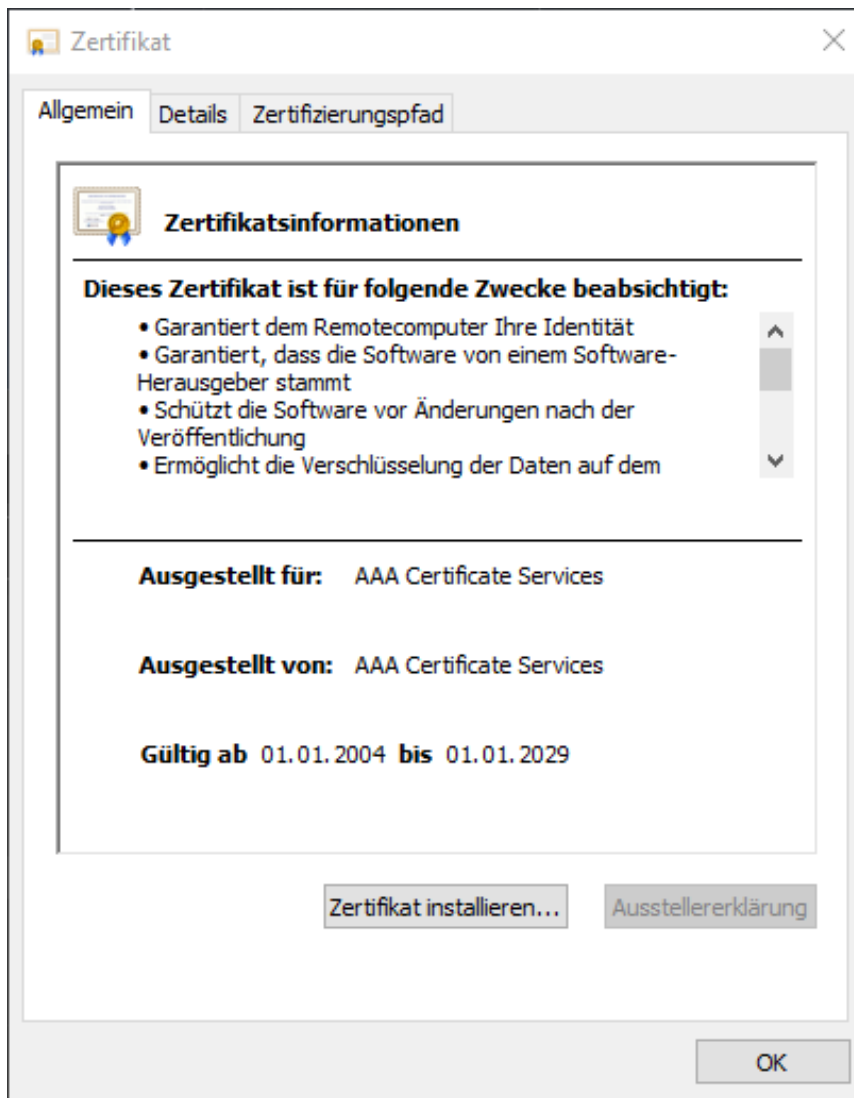 Zertifikat
Allgemein Details Zertifizierungspfad
Zertifikatsinformationen
Dieses Zertifikat ist für folgende Zwecke beabsichtigt:
• Garantiert dem Remotecomputer Ihre Identität
• Garantiert, dass die Software von einem Software-
Herausgeber stammt
• Schützt die Software vor Änderungen nach der
Veröffentlichung
• Ermöglicht die Verschlüsselung der Daten auf dem
Ausgestellt für: AAA Certificate Services
Ausgestellt von: AAA Certificate Services
Gültig ab 01.01.2004 bis 01.01.2029
Zertifikat installieren... Ausstellererklärung
OK